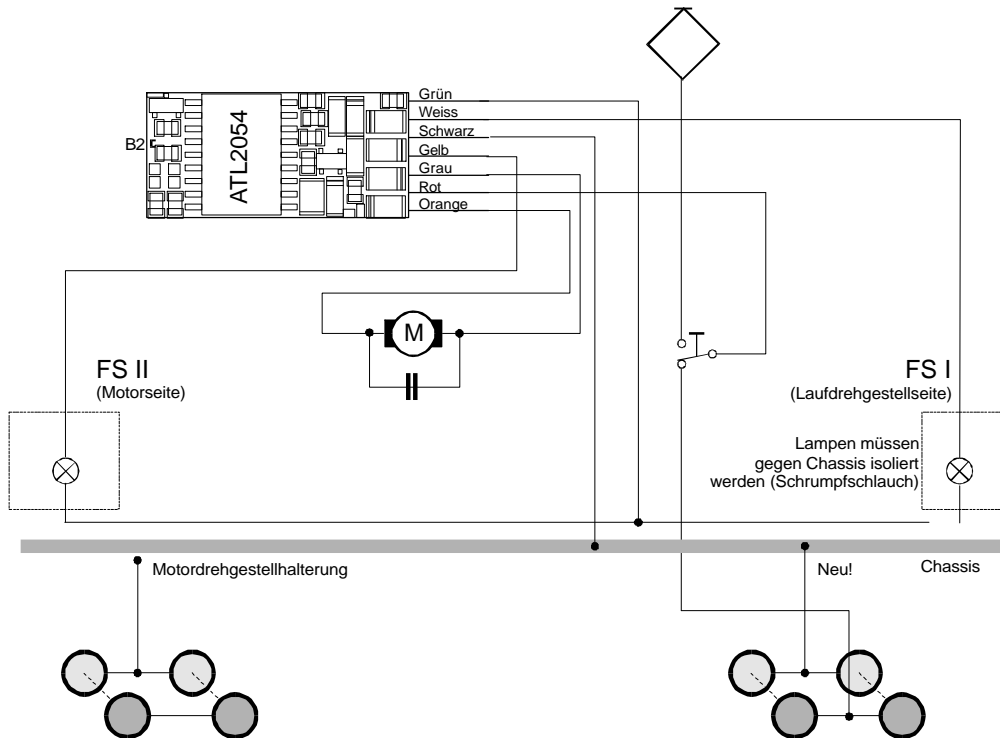 Grün
Weiss
Schwarz
Gelb
Grau
Rot
Orange
B2
ATL2054
M
FS II
(Motorseite)
FS I
(Laufdrehgestellseite)
Lampen müssen
gegen Chassis isoliert
werden (Schrumpfschlauch)
Motordrehgestellhalterung
Neu!
Chassis